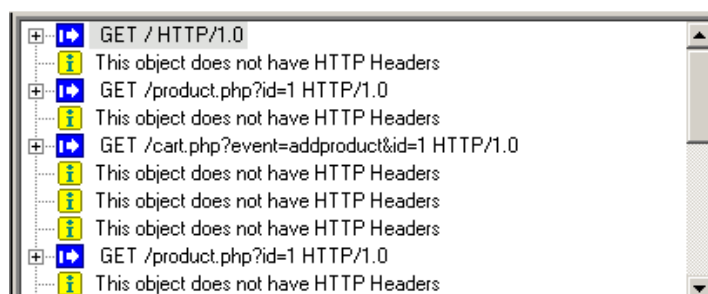 GET / HTTP/1.0
This object does not have HTTP Headers
GET /product.php?id=1 HTTP/1.0
This object does not have HTTP Headers
GET /cart.php?event=addproduct&id=1 HTTP/1.0
This object does not have HTTP Headers
This object does not have HTTP Headers
This object does not have HTTP Headers
GET /product.php?id=1 HTTP/1.0
This object does not have HTTP Headers